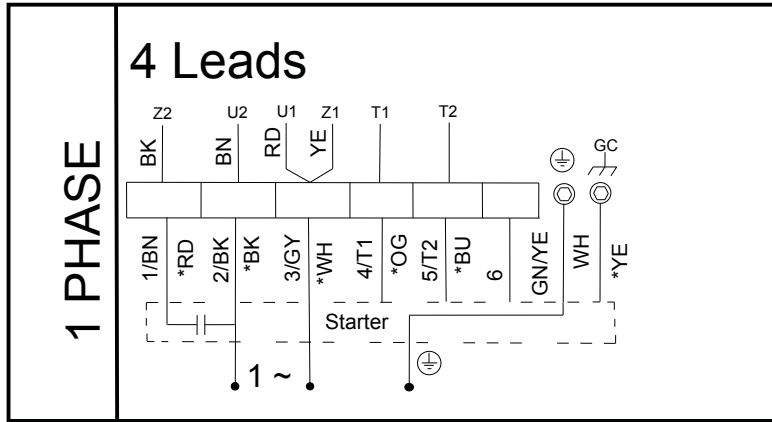 1 PHASE
4 Leads
Z2 U2 U1 Z1 T1 T2
GC
BK BN RD YE
1/BN *RD 2/BK *BK 3/GY *WH 4/T1 *OG 5/T2 *BU 6 GN/YE WH *YE
Starter
1 ~